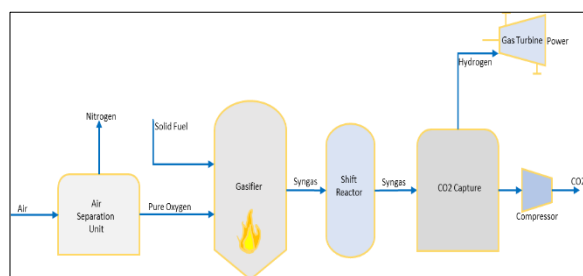 Gas Turbine
Power
Hydrogen
Nitrogen
Solid Fuel
Gasifier
Syngas
Shift
Reactor
Syngas
CO2 Capture
CO2
Compressor
Air
Air
Separation
Unit
Pure Oxygen